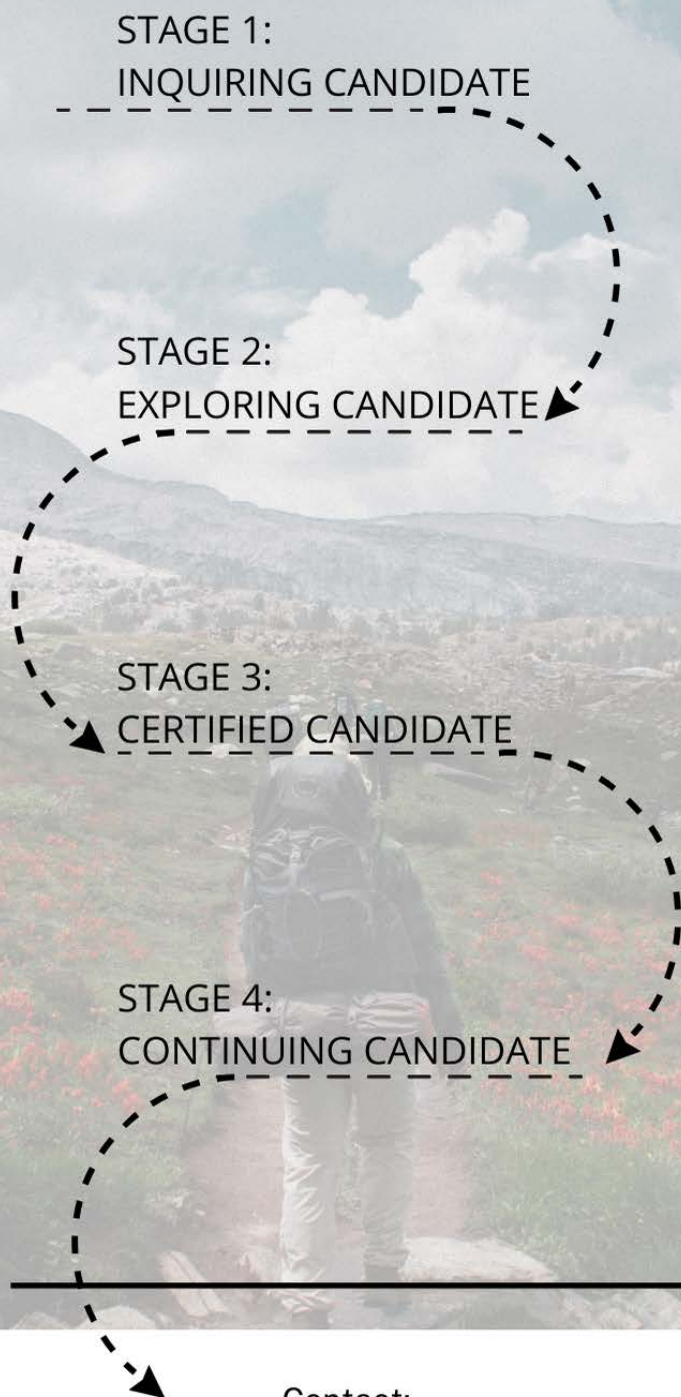 STAGE 1:
INQUIRING CANDIDATE
STAGE 2:
EXPLORING CANDIDATE
STAGE 3:
CERTIFIED CANDIDATE
STAGE 4:
CONTINUING CANDIDATE
Contact: